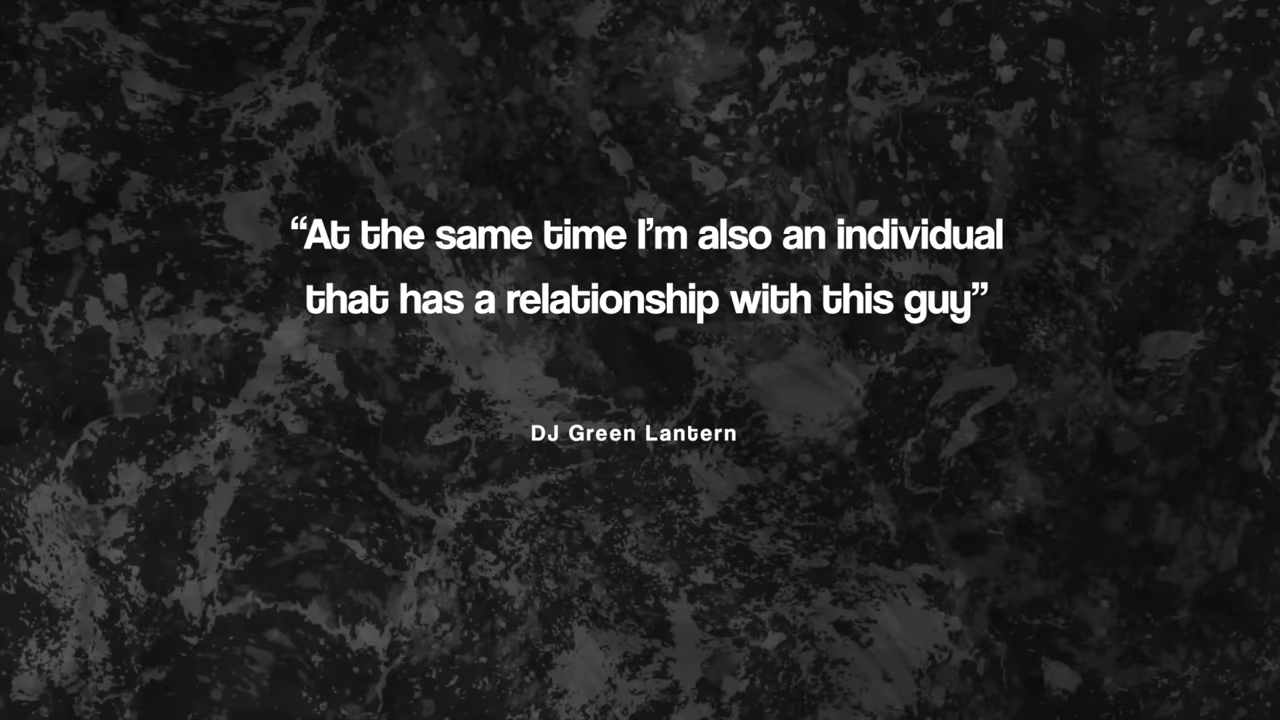 “At the same time I’m also an individual
that has a relationship with this guy”
DJ Green Lantern